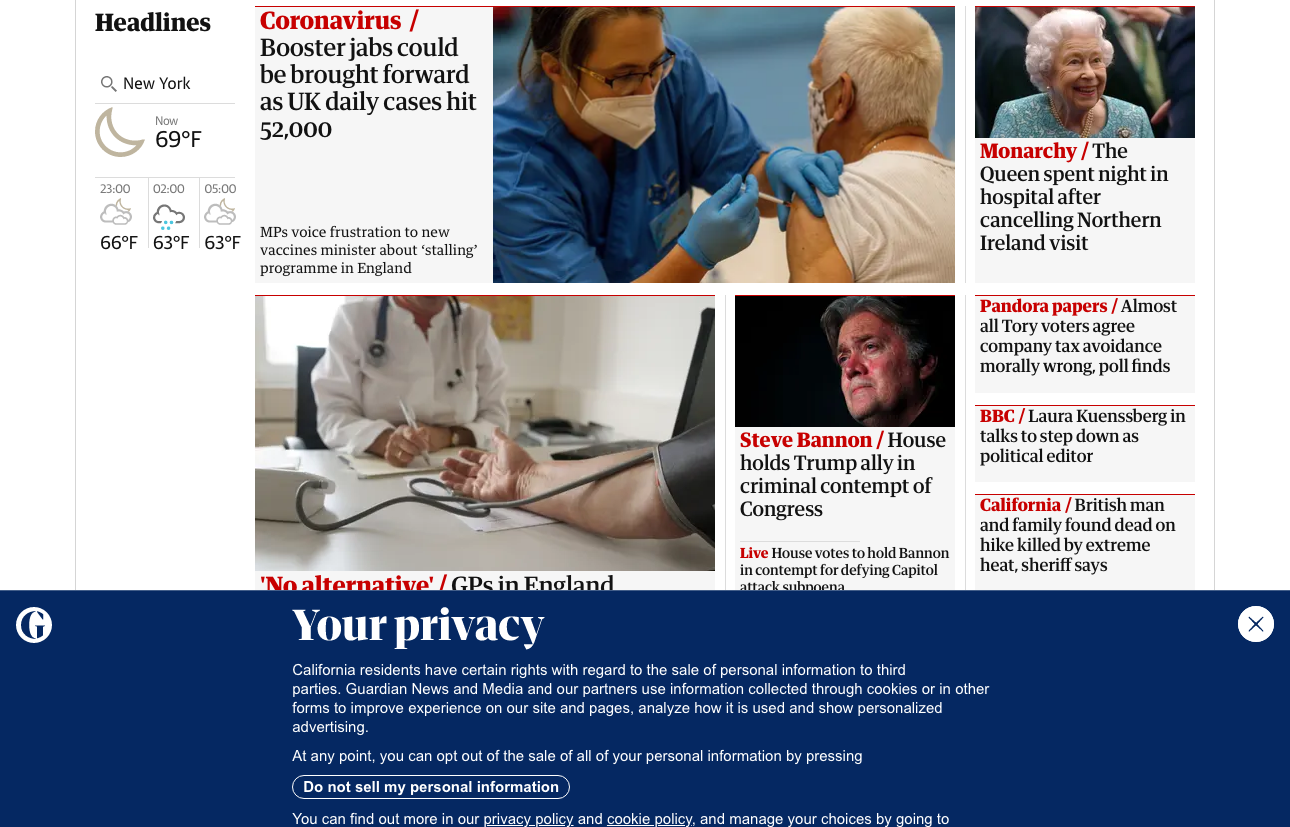 Headlines
New York
Now
69°F
23:00
02:00
05:00
66°F
63°F
63°F
Coronavirus /
Booster jabs could
be brought forward
as UK daily cases hit
52,000
MPs voice frustration to new
vaccines minister about ‘stalling’
programme in England
Monarchy / The
Queen spent night in
hospital after
cancelling Northern
Ireland visit
'No alternative' / GPs in England
Steve Bannon / House
holds Trump ally in
criminal contempt of
Congress
Live House votes to hold Bannon
in contempt for defying Capitol
attack subpoena
Pandora papers / Almost
all Tory voters agree
company tax avoidance
morally wrong, poll finds
BBC / Laura Kuenssberg in
talks to step down as
political editor
California / British man
and family found dead on
hike killed by extreme
heat, sheriff says
G
Your privacy
California residents have certain rights with regard to the sale of personal information to third
parties. Guardian News and Media and our partners use information collected through cookies or in other
forms to improve experience on our site and pages, analyze how it is used and show personalized
advertising.
At any point, you can opt out of the sale of all of your personal information by pressing
Do not sell my personal information
You can find out more in our privacy policy and cookie policy, and manage your choices by going to